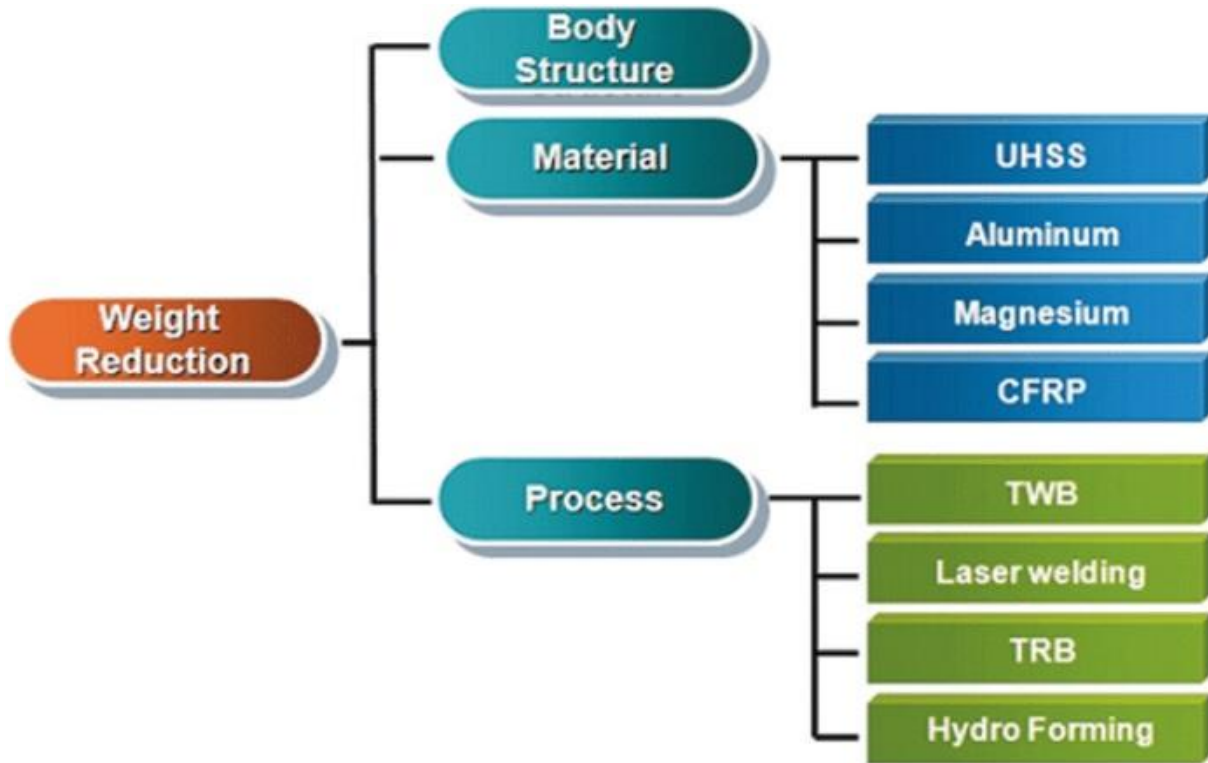 Body
Structure
Material
UHSS
Aluminum
Magnesium
Weight
Reduction
CFRP
Process
TWB
Laser welding
TRB
Hydro Forming